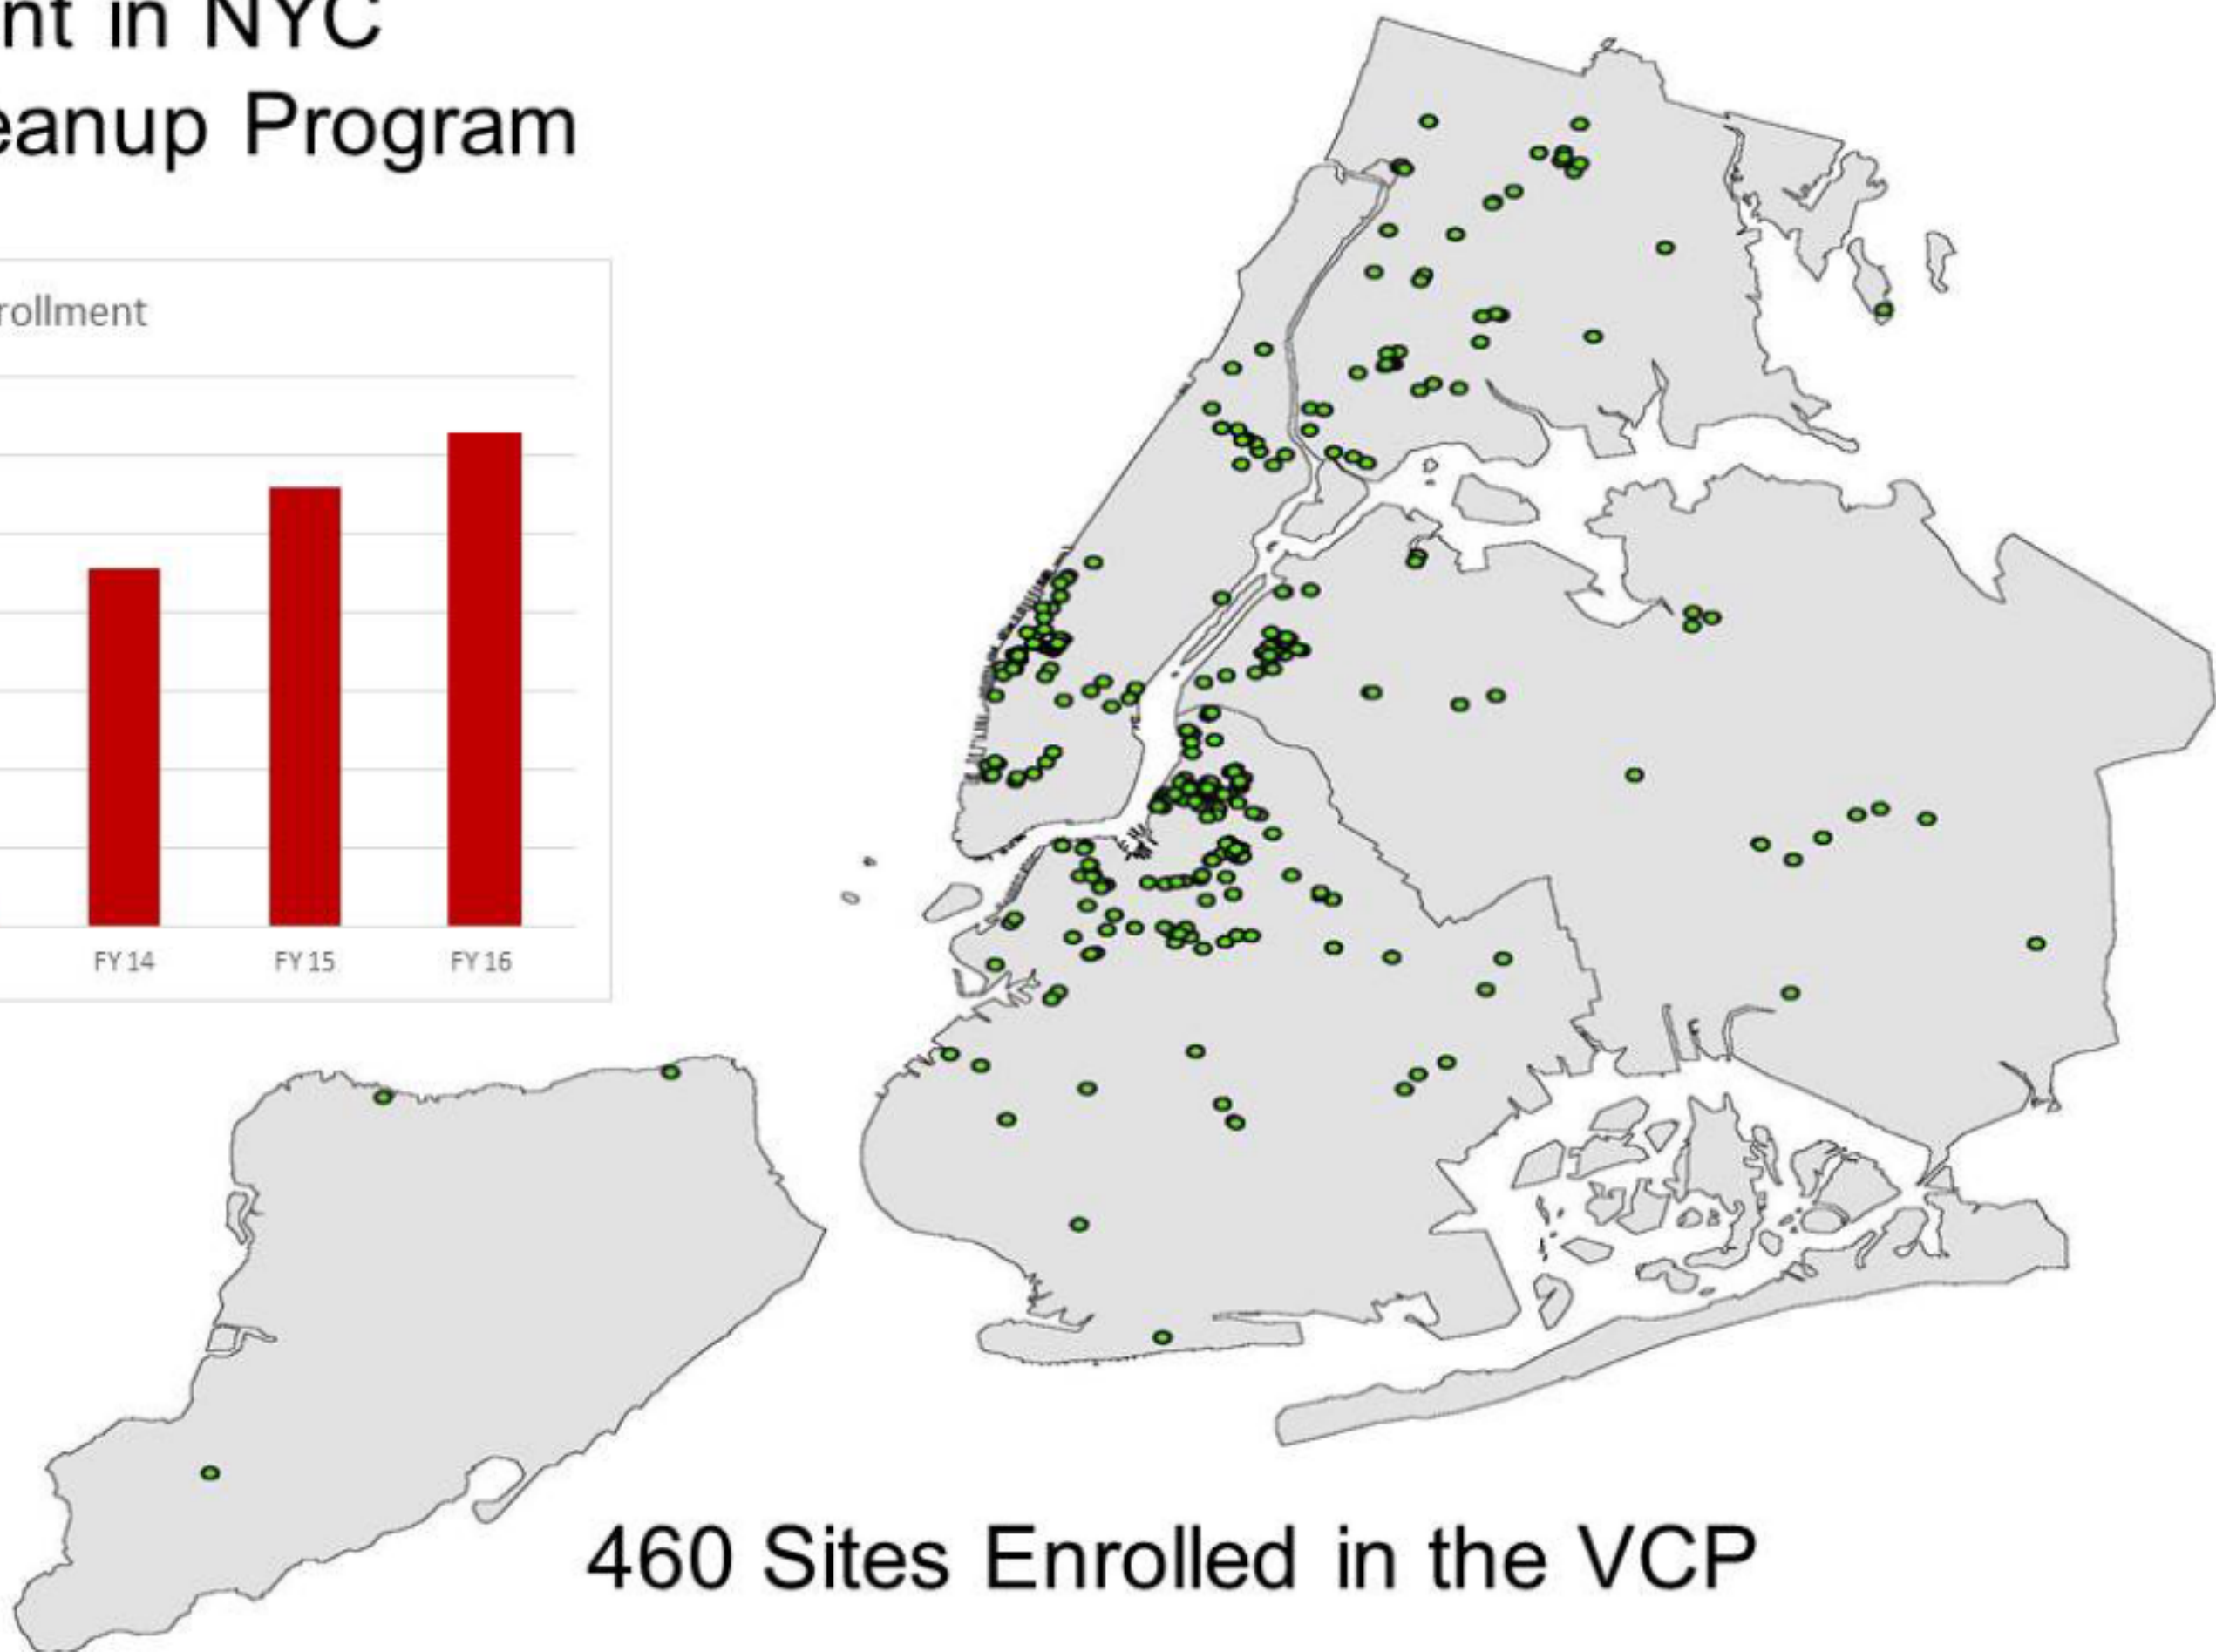 nt in NYC
eanup Program
rollment
FY 14
FY 15
FY 16
460 Sites Enrolled in the VCP